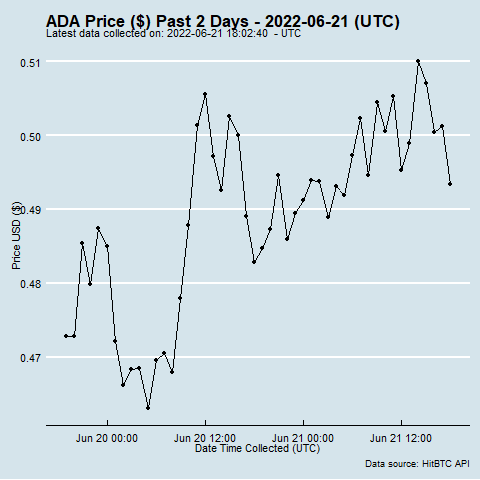 ADA Price ($) Past 2 Days - 2022-06-21 (UTC)
Latest data collected on: 2022-06-21 18:02:40  - UTC
0.51
0.50
0.49
0.48
0.47
Price USD ($)
Jun 20 00:00
Jun 20 12:00
Jun 21 00:00
Jun 21 12:00
Date Time Collected (UTC)
Data source: HitBTC API